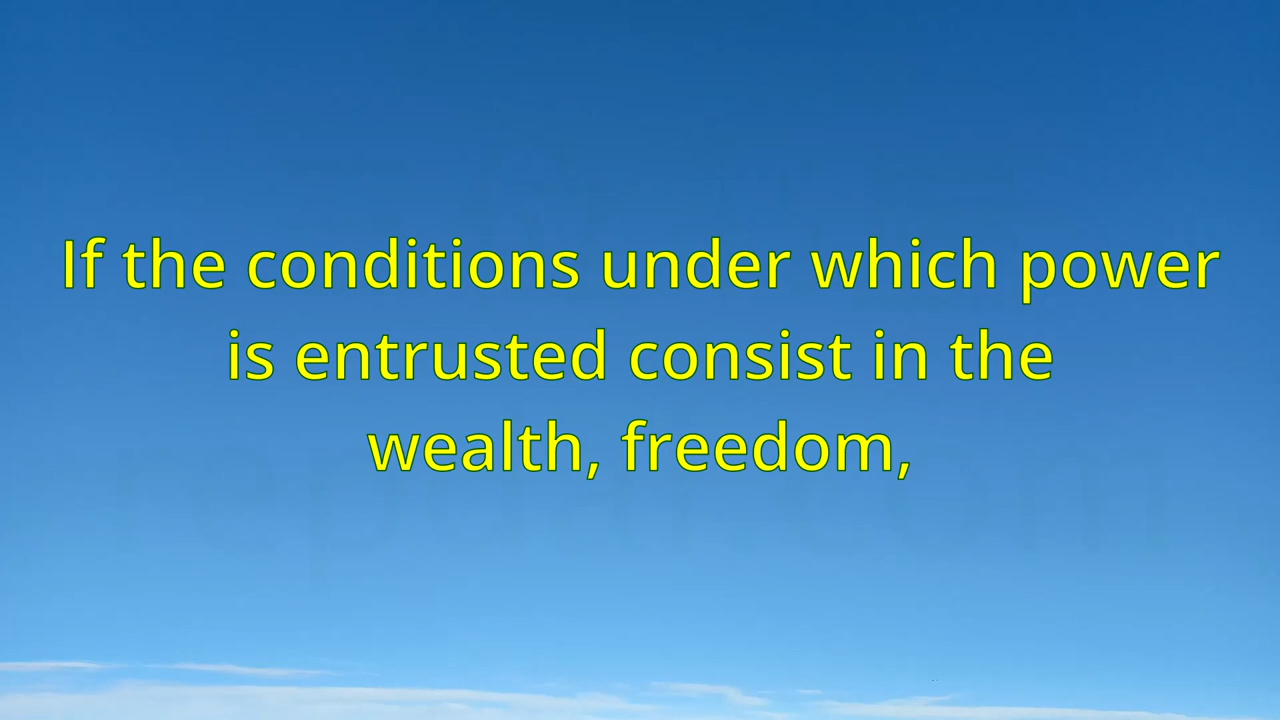 If the conditions under which power
is entrusted consist in the
wealth, freedom,